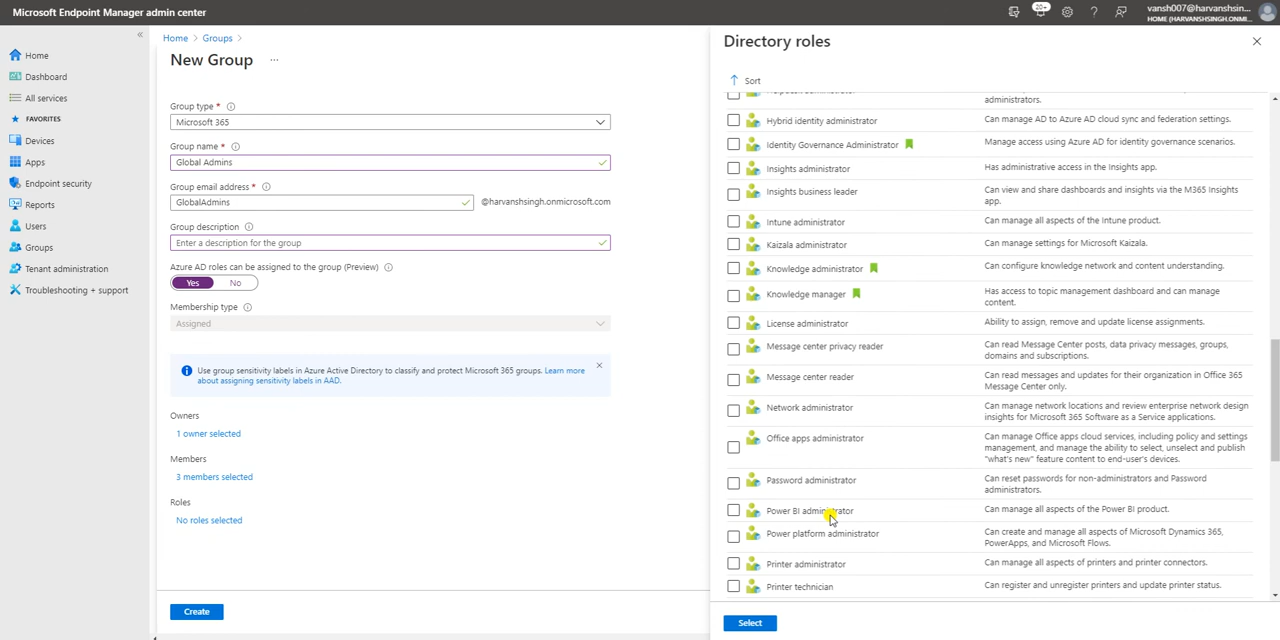 Microsoft Endpoint Manager admin center
20+
vansh007@harvanshsin...
HOME (HARVANSHSINGH.ONMI...
«
Home
Dashboard
All services
FAVORITES
Devices
Apps
Endpoint security
Reports
Users
Groups
Tenant administration
Troubleshooting + support
Home > Groups >
New Group ...
Group type *
Microsoft 365
Group name *
Global Admins
Group email address *
GlobalAdmins @harvanshsingh.onmicrosoft.com
Group description
Enter a description for the group
Azure AD roles can be assigned to the group (Preview)
Yes No
Membership type
Assigned
Use group sensitivity labels in Azure Active Directory to classify and protect Microsoft 365 groups. Learn more
about assigning sensitivity labels in AAD.
Owners
1 owner selected
Members
3 members selected
Roles
No roles selected
Create
Directory roles
Sort
administrators.
Hybrid identity administrator Can manage AD to Azure AD cloud sync and federation settings.
Identity Governance Administrator Manage access using Azure AD for identity governance scenarios.
Insights administrator Has administrative access in the Insights app.
Insights business leader Can view and share dashboards and insights via the M365 Insights
app.
Intune administrator Can manage all aspects of the Intune product.
Kaizala administrator Can manage settings for Microsoft Kaizala.
Knowledge administrator Can configure knowledge network and content understanding.
Knowledge manager Has access to topic management dashboard and can manage
content.
License administrator Ability to assign, remove and update license assignments.
Message center privacy reader Can read Message Center posts, data privacy messages, groups,
domains and subscriptions.
Message center reader Can read messages and updates for their organization in Office 365
Message Center only.
Network administrator Can manage network locations and review enterprise network design
insights for Microsoft 365 Software as a Service applications.
Office apps administrator Can manage Office apps cloud services, including policy and settings
management, and manage the ability to select, unselect and publish
"what's new" feature content to end-user's devices.
Password administrator Can reset passwords for non-administrators and Password
administrators.
Power BI administrator Can manage all aspects of the Power BI product.
Power platform administrator Can create and manage all aspects of Microsoft Dynamics 365,
PowerApps, and Microsoft Flows.
Printer administrator Can manage all aspects of printers and printer connectors.
Printer technician Can register and unregister printers and update printer status.
Select